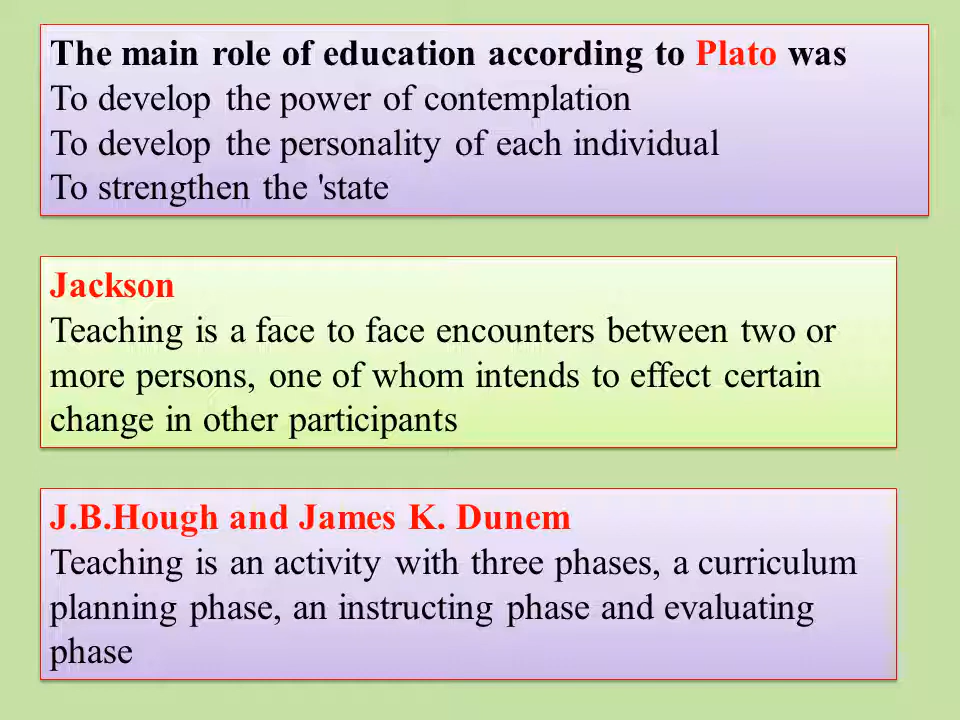 The main role of education according to Plato was
To develop the power of contemplation
To develop the personality of each individual
To strengthen the 'state
Jackson
Teaching is a face to face encounters between two or
more persons, one of whom intends to effect certain
change in other participants
J.B.Hough and James K. Dunem
Teaching is an activity with three phases, a curriculum
planning phase, an instructing phase and evaluating
phase